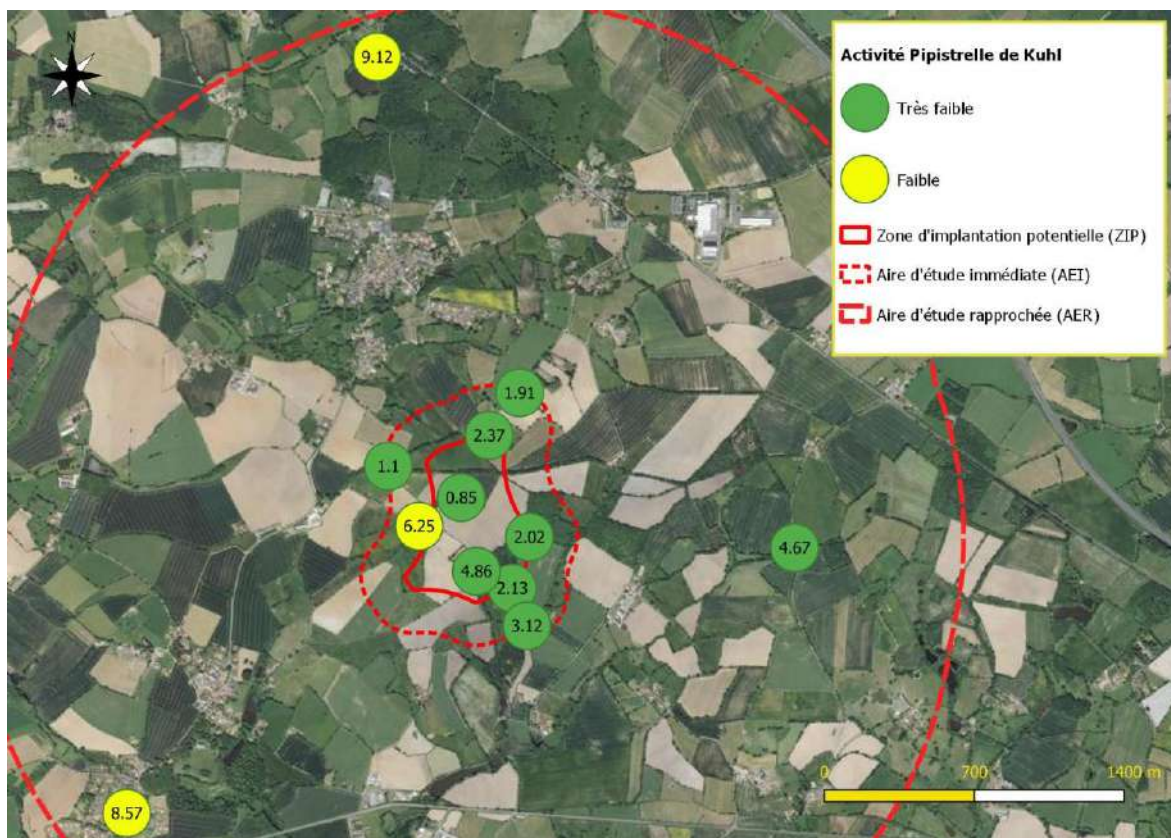 N
9.12
Activité Pipistrelle de Kuhl
Très faible
Faible
Zone d'implantation potentielle (ZIP)
Aire d'étude immédiate (AEI)
Aire d'étude rapprochée (AER)
1.91
2.37
1.1
0.85
6.25
2.02
4.67
4.86
2.13
3.12
0 700 1400 m
8.57